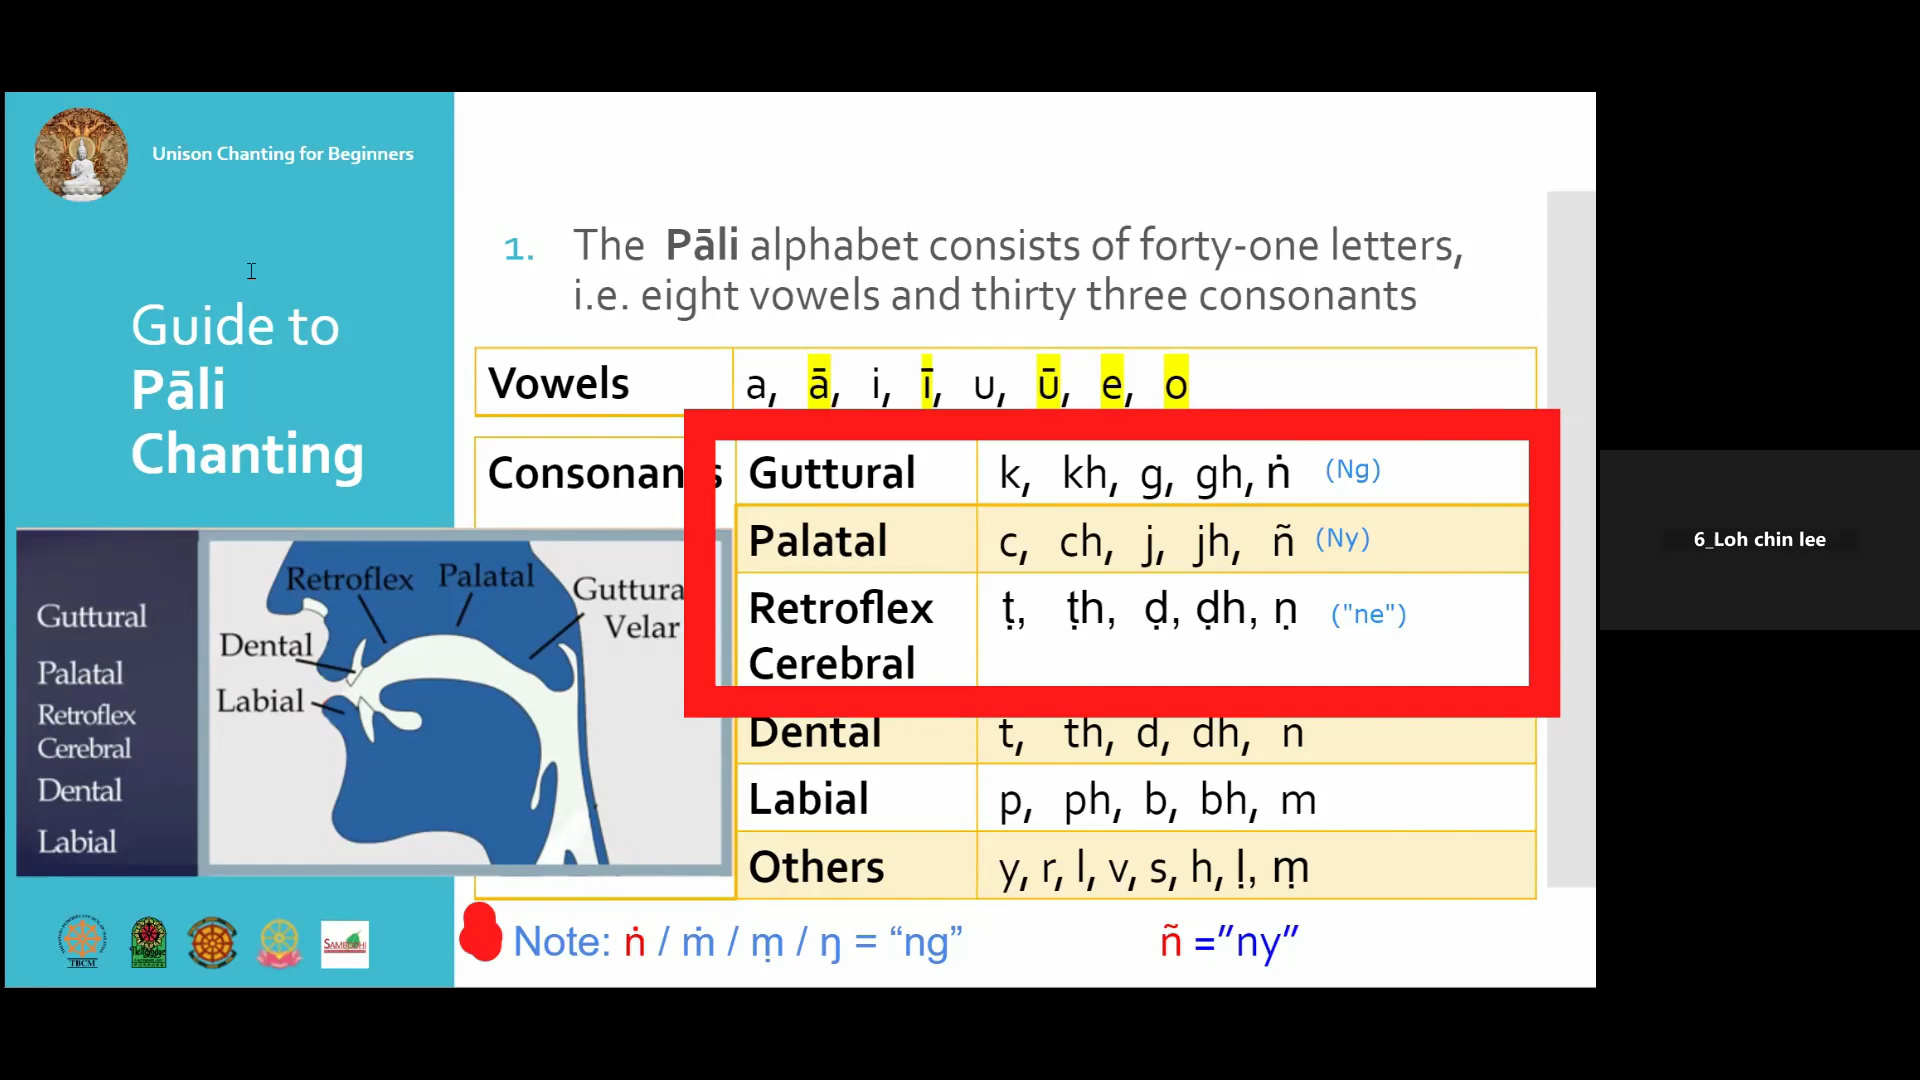 Unison Chanting for Beginners
Guide to
Pāli
Chanting
1. The Pāli alphabet consists of forty-one letters,
i.e. eight vowels and thirty three consonants
Vowels a, ā, i, ī, u, ū, e, o
Consonants Guttural k, kh, g, gh, ṅ (Ng)
Palatal c, ch, j, jh, ñ (Ny)
Retroflex ṭ, ṭh, ḍ, ḍh, ṇ ("ne")
Cerebral
Dental t, th, d, dh, n
Labial p, ph, b, bh, m
Others y, r, l, v, s, h, ḷ, ṃ
Guttural
Palatal
Retroflex
Cerebral
Dental
Labial
Retroflex Palatal
Guttura
Velar
Dental
Labial
TBCM
SAMBODHI
Note: ṅ / ṁ / ṃ / ŋ = “ng”
ñ =”ny”
6_Loh chin lee